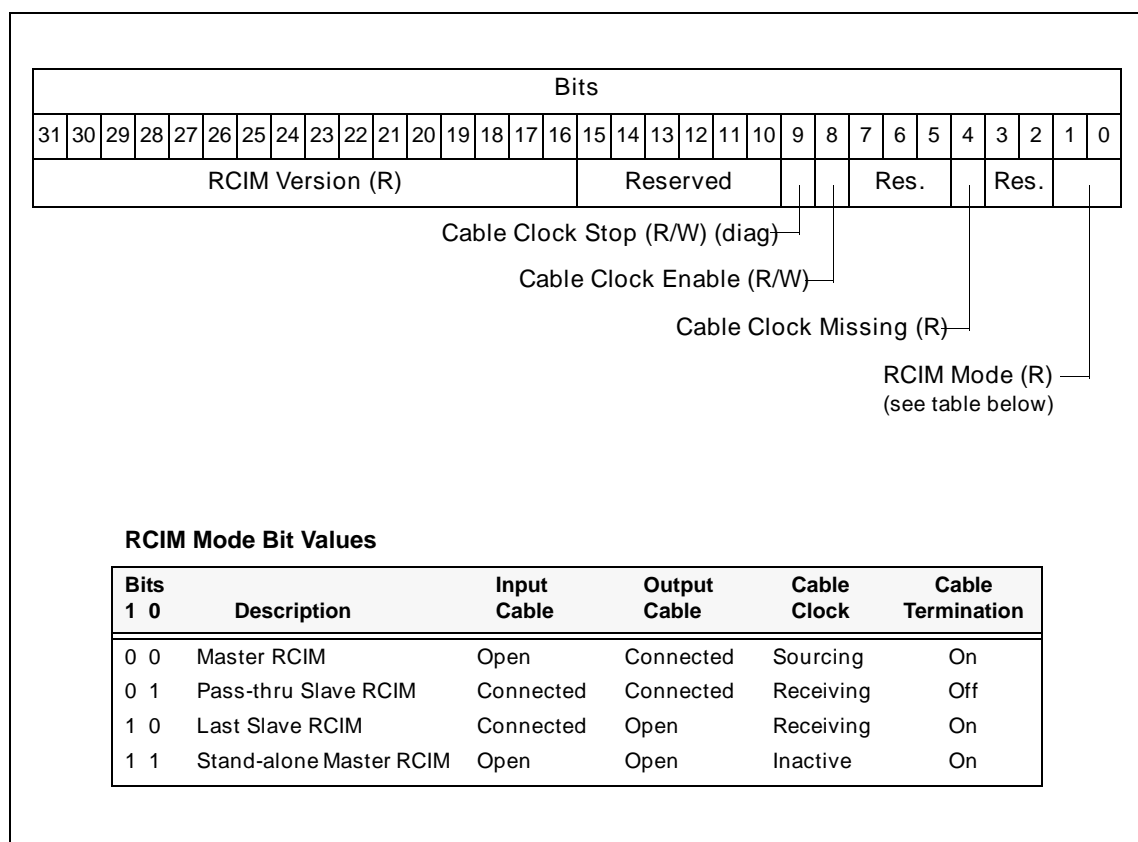 Bits
31 30 29 28 27 26 25 24 23 22 21 20 19 18 17 16 15 14 13 12 11 10 9 8 7 6 5 4 3 2 1 0
RCIM Version (R) Reserved Res. Res.
Cable Clock Stop (R/W) (diag)
Cable Clock Enable (R/W)
Cable Clock Missing (R)
RCIM Mode (R)
(see table below)
RCIM Mode Bit Values
Bits Input Output Cable Cable
1 0 Description Cable Cable Clock Termination
0 0 Master RCIM Open Connected Sourcing On
0 1 Pass-thru Slave RCIM Connected Connected Receiving Off
1 0 Last Slave RCIM Connected Open Receiving On
1 1 Stand-alone Master RCIM Open Open Inactive On